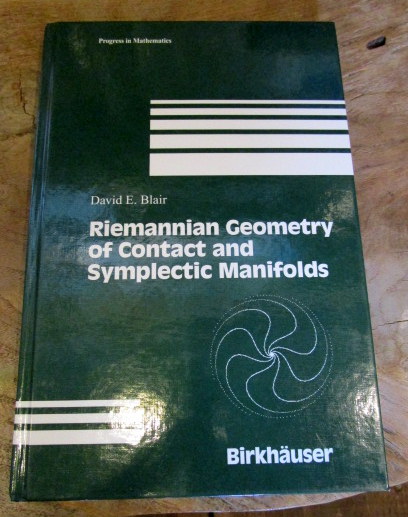 Progress in Mathematics
David E. Blair
Riemannian Geometry
of Contact and
Symplectic Manifolds
Birkhäuser